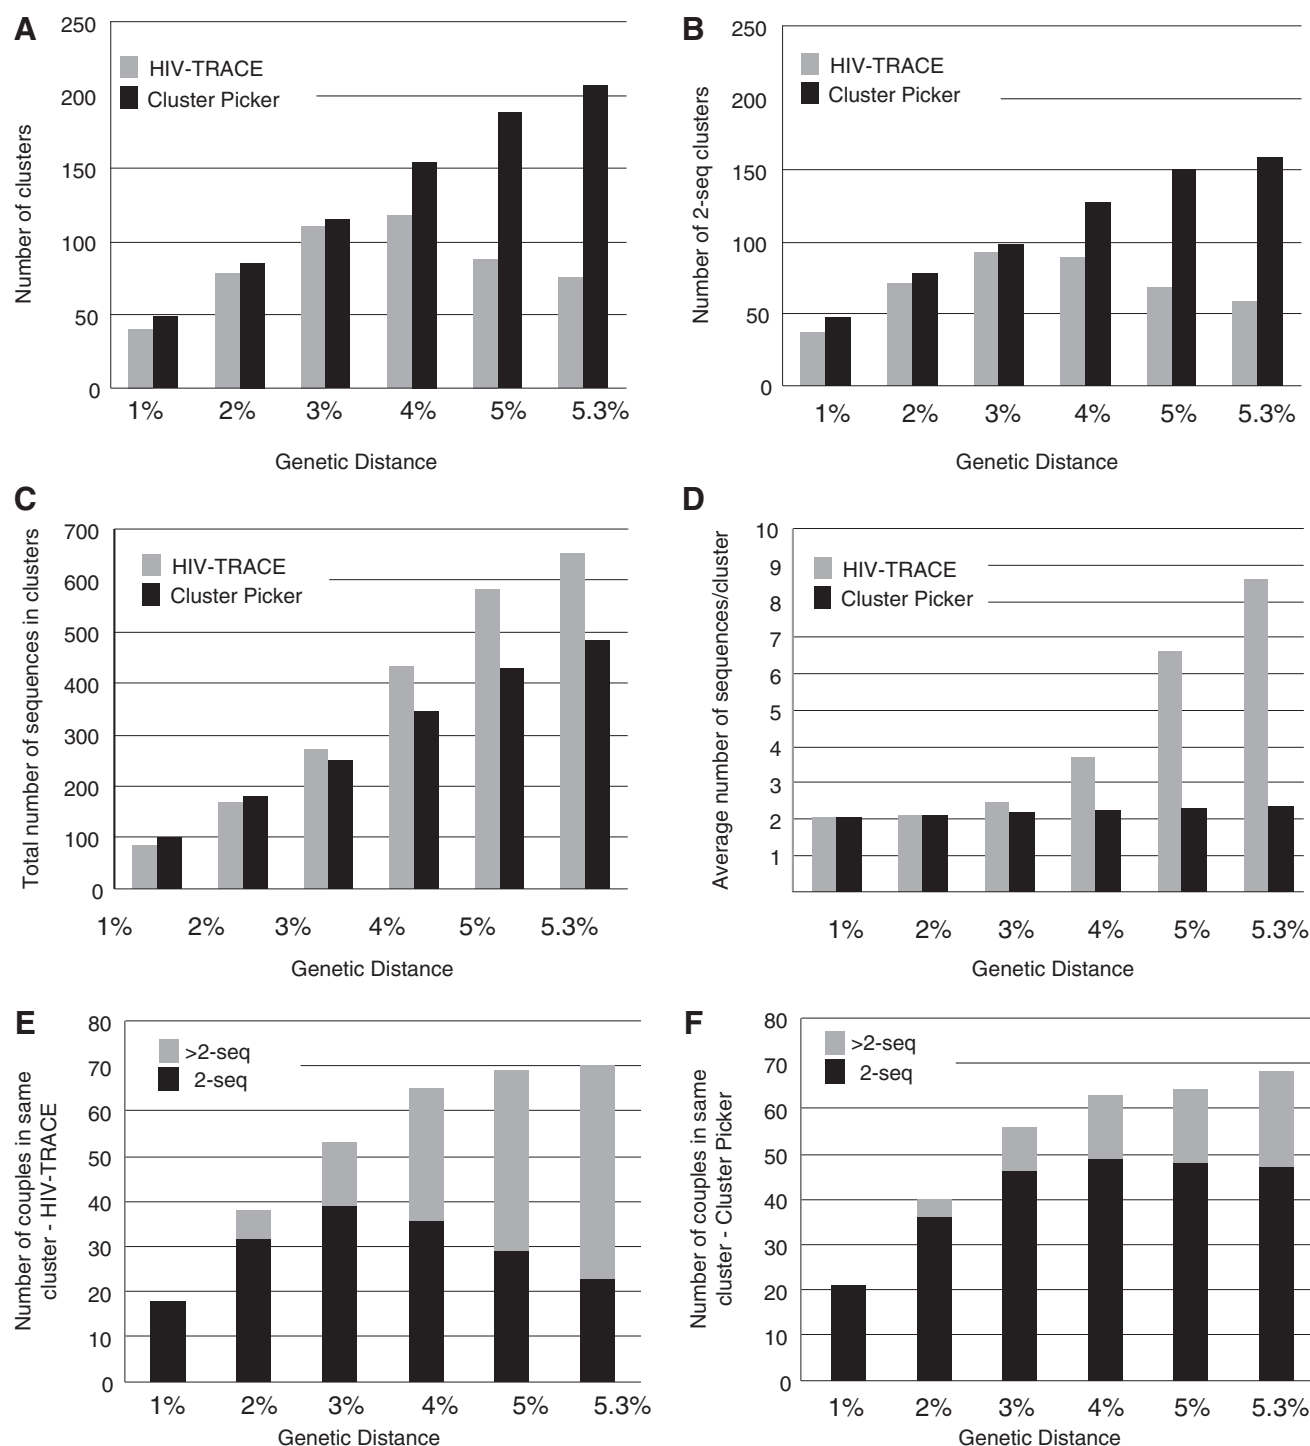 A
250
200
150
100
50
0
HIV-TRACE
Cluster Picker
Number of clusters
1% 2% 3% 4% 5% 5.3%
Genetic Distance
B
250
200
150
100
50
0
HIV-TRACE
Cluster Picker
Number of 2-seq clusters
1% 2% 3% 4% 5% 5.3%
Genetic Distance
C
700
600
500
400
300
200
100
0
HIV-TRACE
Cluster Picker
Total number of sequences in clusters
1% 2% 3% 4% 5% 5.3%
Genetic Distance
D
10
9
8
7
6
5
4
3
2
1
HIV-TRACE
Cluster Picker
Average number of sequences/cluster
1% 2% 3% 4% 5% 5.3%
Genetic Distance
E
80
70
60
50
40
30
20
10
0
>2-seq
2-seq
Number of couples in same
cluster - HIV-TRACE
1% 2% 3% 4% 5% 5.3%
Genetic Distance
F
80
70
60
50
40
30
20
10
0
>2-seq
2-seq
Number of couples in same
cluster - Cluster Picker
1% 2% 3% 4% 5% 5.3%
Genetic Distance